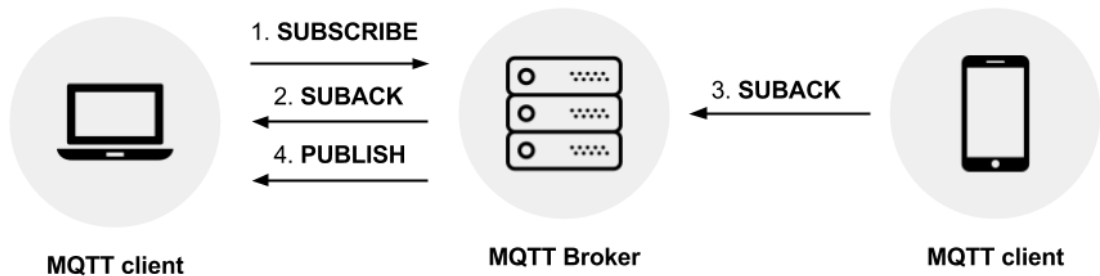 1. SUBSCRIBE
2. SUBACK
3. SUBACK
4. PUBLISH
MQTT client
MQTT Broker
MQTT client